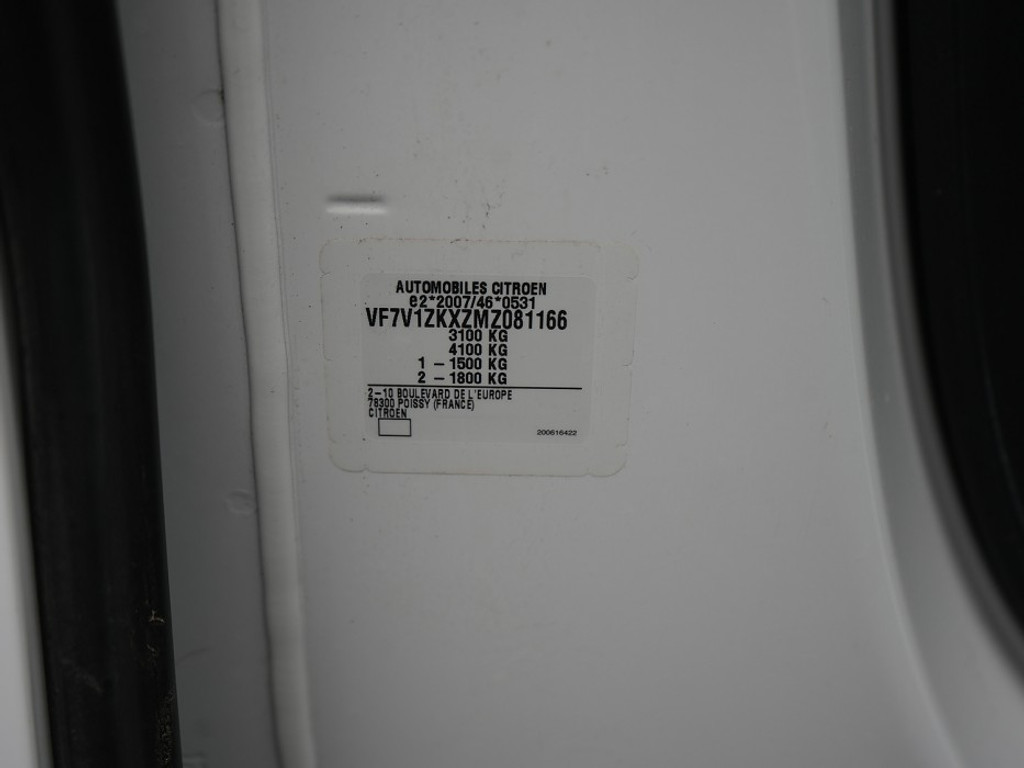 AUTOMOBILES CITROEN
e2*2007/46*0531
VF7V1ZKXZMZ081166
3100 KG
4100 KG
1 – 1500 KG
2 – 1800 KG
2–10 BOULEVARD DE L'EUROPE
78300 POISSY (FRANCE)
CITROEN
200616422